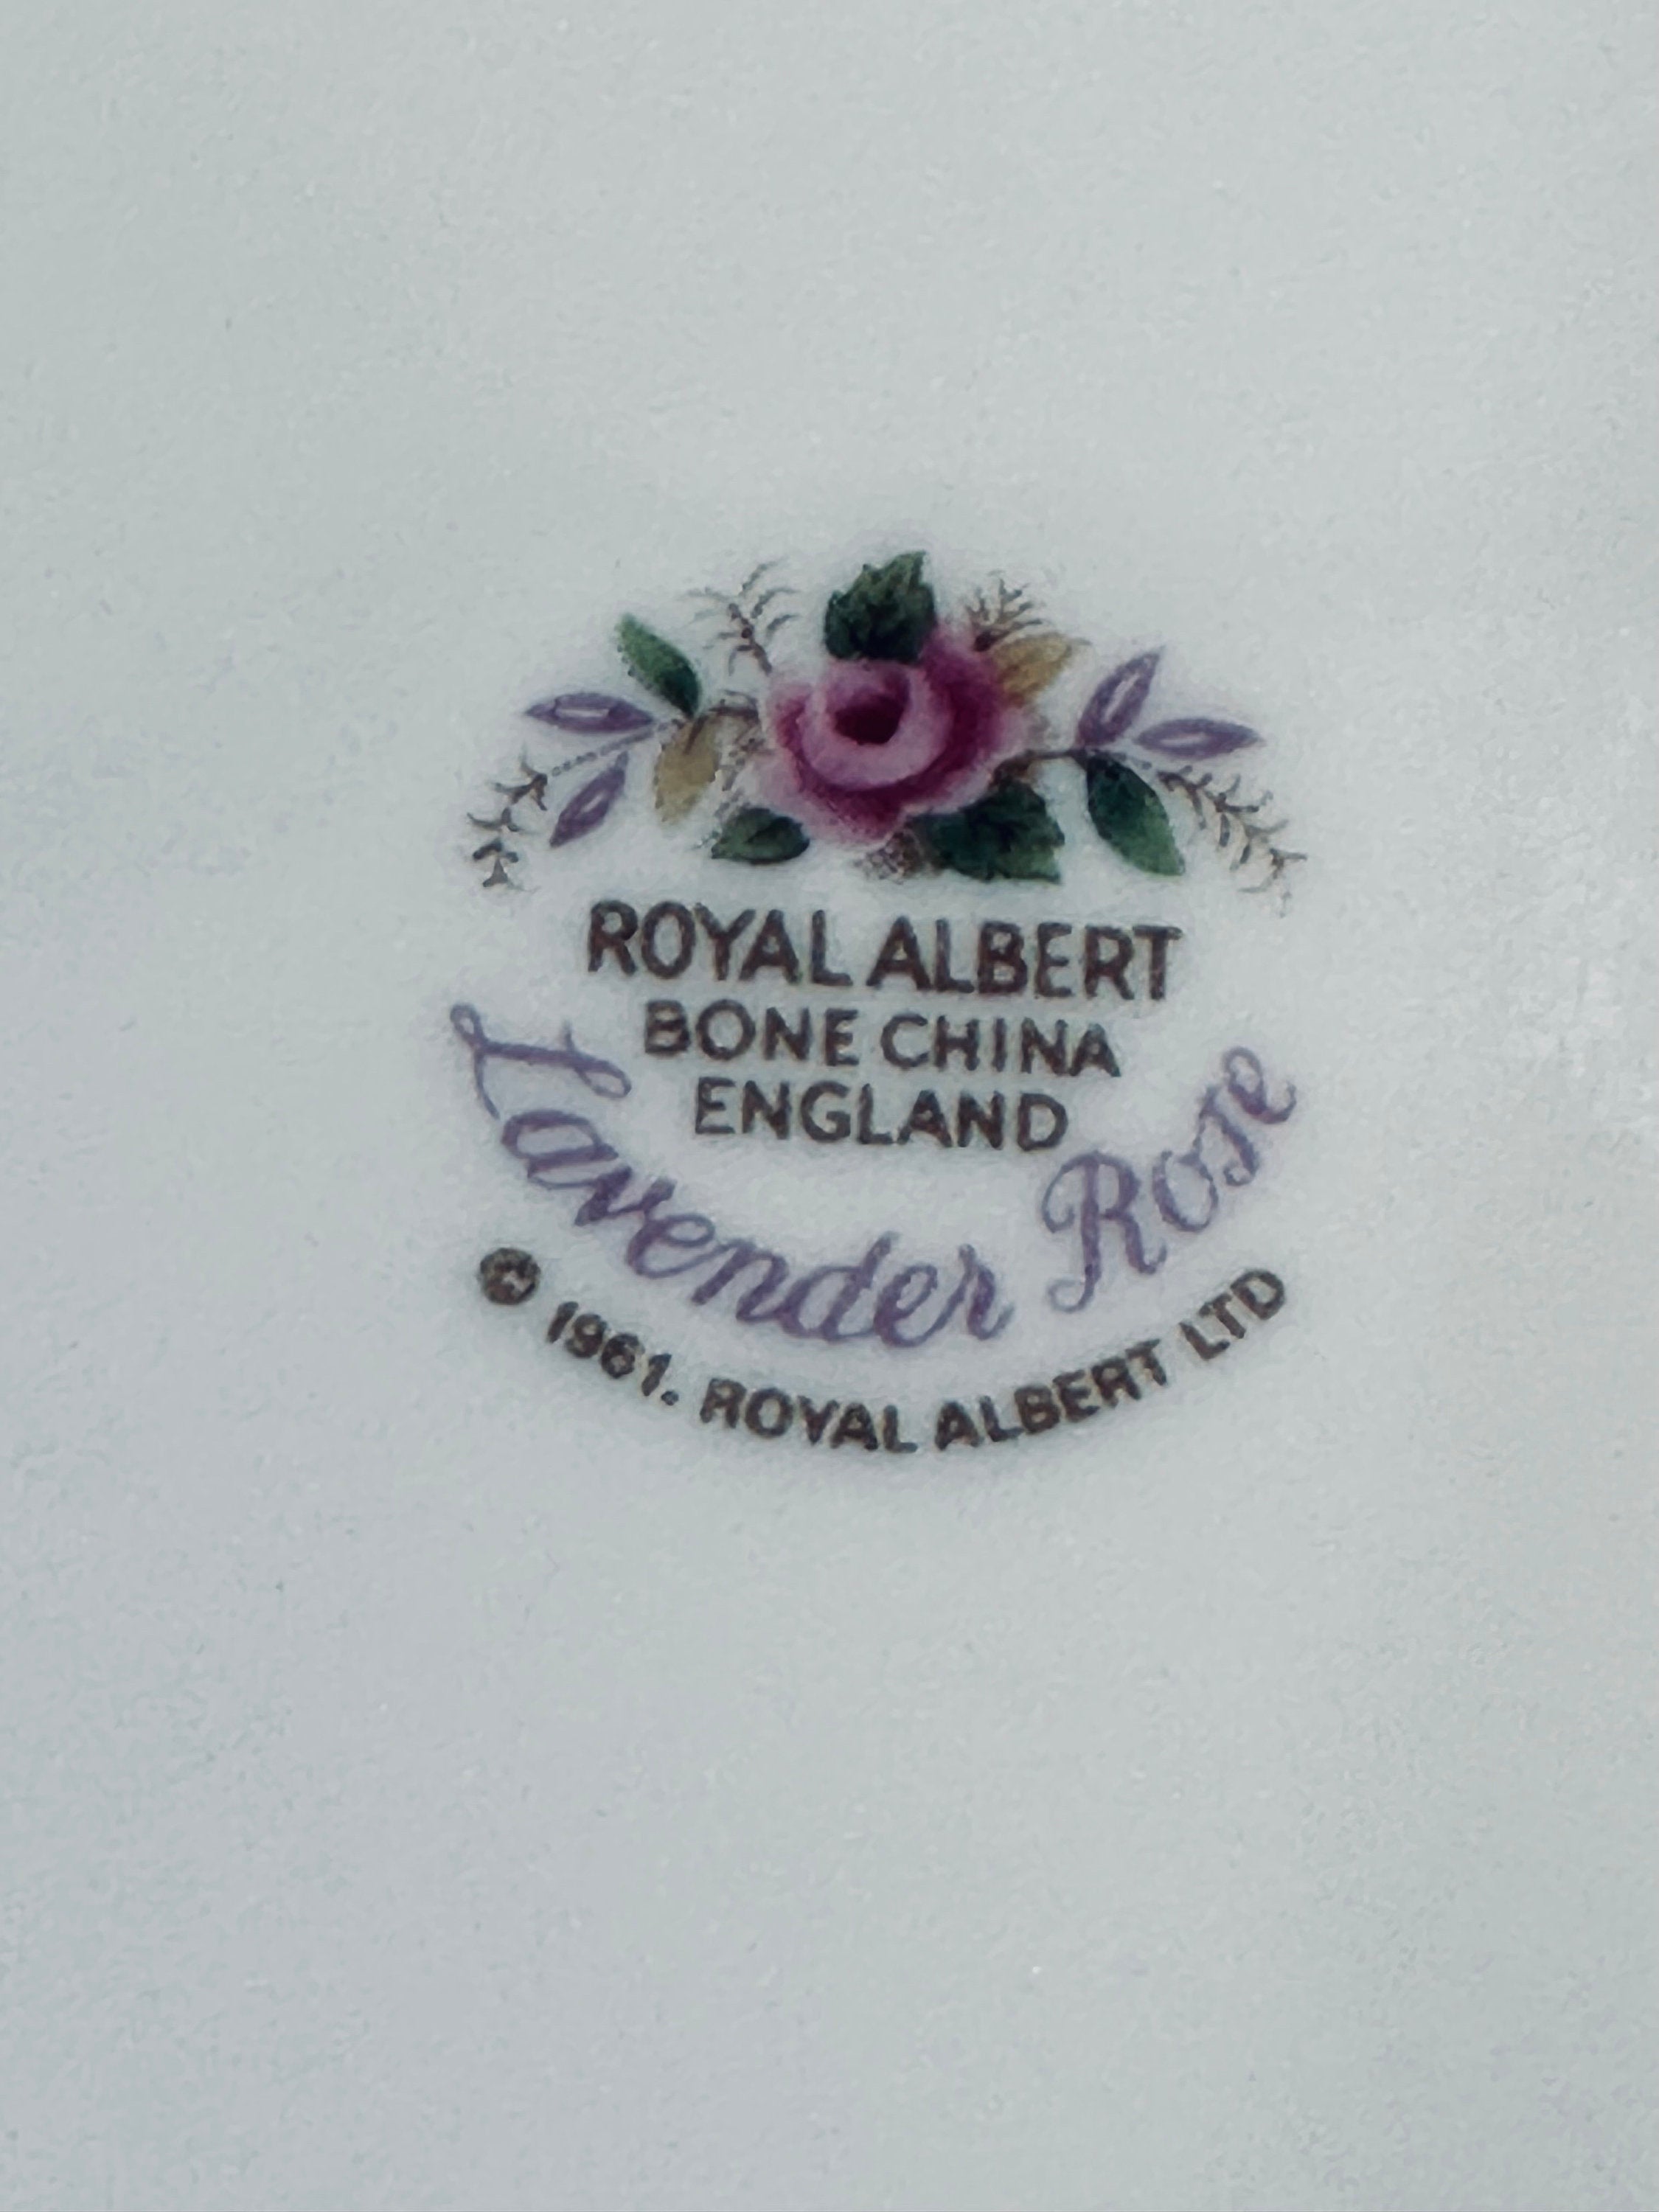 ROYAL ALBERT
BONE CHINA
ENGLAND
Lavender Rose
© 1961. ROYAL ALBERT LTD